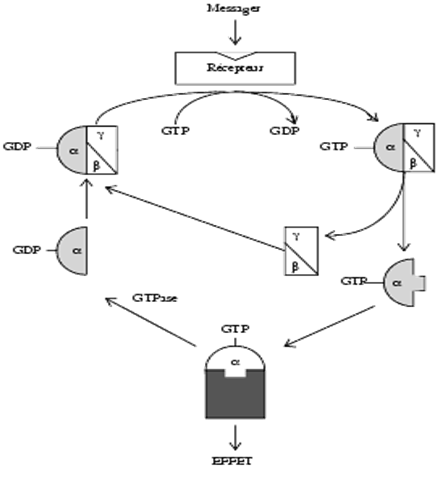 Messager
Récepteur
GTP
GDP
GDP
α
γ
β
GTP
α
γ
β
GDP
α
γ
β
GTP
α
GTPase
GTP
α
EFFET